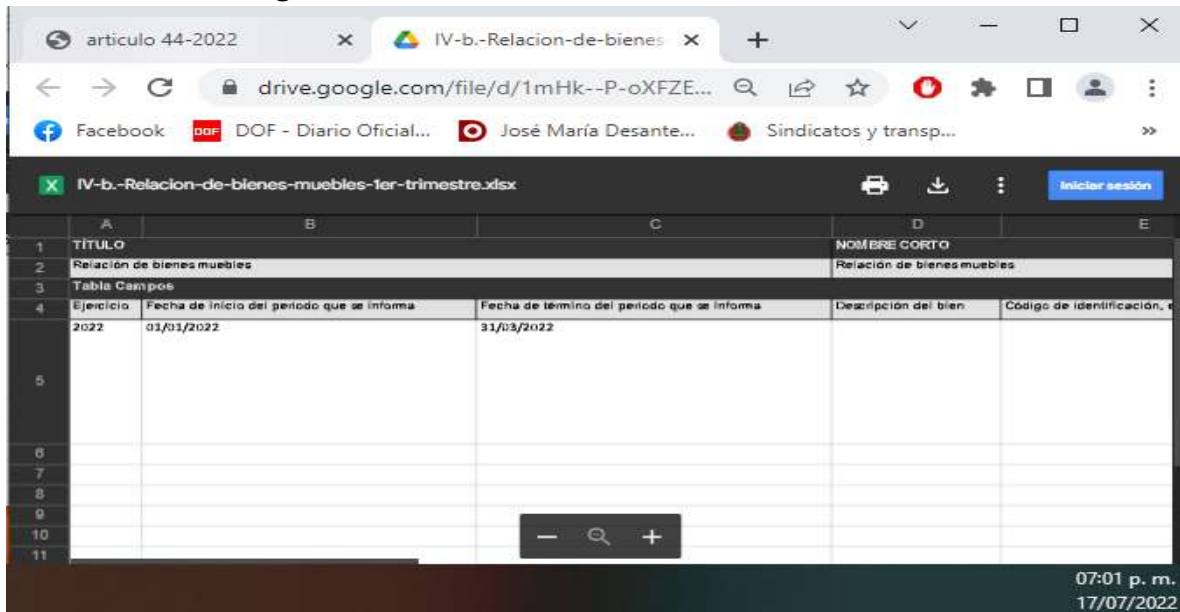 articulo 44-2022 IV-b.-Relacion-de-bienes
drive.google.com/file/d/1mHk--P-oXFZE...
Facebook DOF DOF - Diario Oficial... José María Desante... Sindicatos y transp... »
X IV-b.-Relacion-de-bienes-muebles-1er-trimestre.xlsx Iniciar sesión
A B C D E
1 TÍTULO NOMBRE CORTO
2 Relación de bienes muebles Relación de bienes muebles
3 Tabla Campos
4 Ejercicio Fecha de inicio del periodo que se informa Fecha de término del periodo que se informa Descripción del bien Código de identificación, e
5 2022 01/01/2022 31/03/2022
6
7
8
9
10
11
07:01 p. m.
17/07/2022